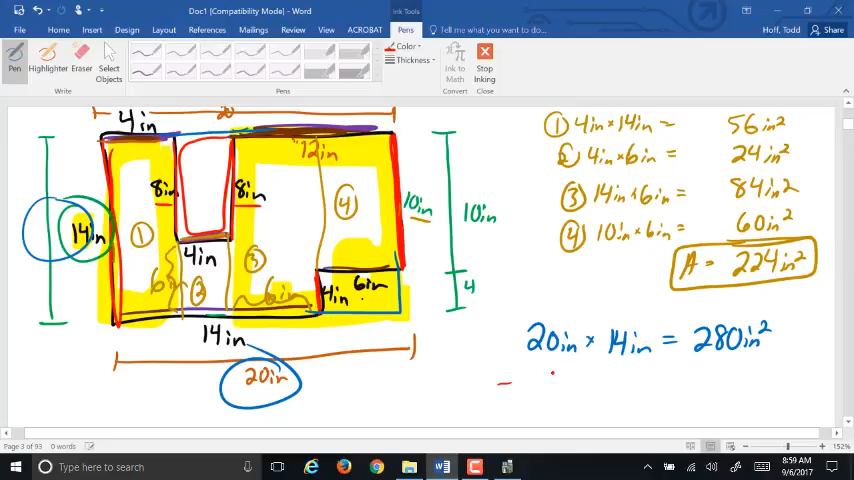 Doc1 [Compatibility Mode] - Word
Ink Tools
Hoff, Todd
File Home Insert Design Layout References Mailings Review View ACROBAT Pens Tell me what you want to do...
Share
Pen Highlighter Eraser Select Objects
Color
Thickness
Ink to Math
Stop Inking
Write Pens
20
4in
12in
8in
8in
10in
10in
14in
① ④ ③ ②
4in
6in
6in
4in
6in
4
14in
20in
① 4in × 14in = 56in²
② 4in × 6in = 24in²
③ 14in × 6in = 84in²
④ 10in × 6in = 60in²
A = 224in²
20in × 14in = 280in²
-
Page 3 of 93 0 words
152%
Type here to search
8:59 AM
9/6/2017